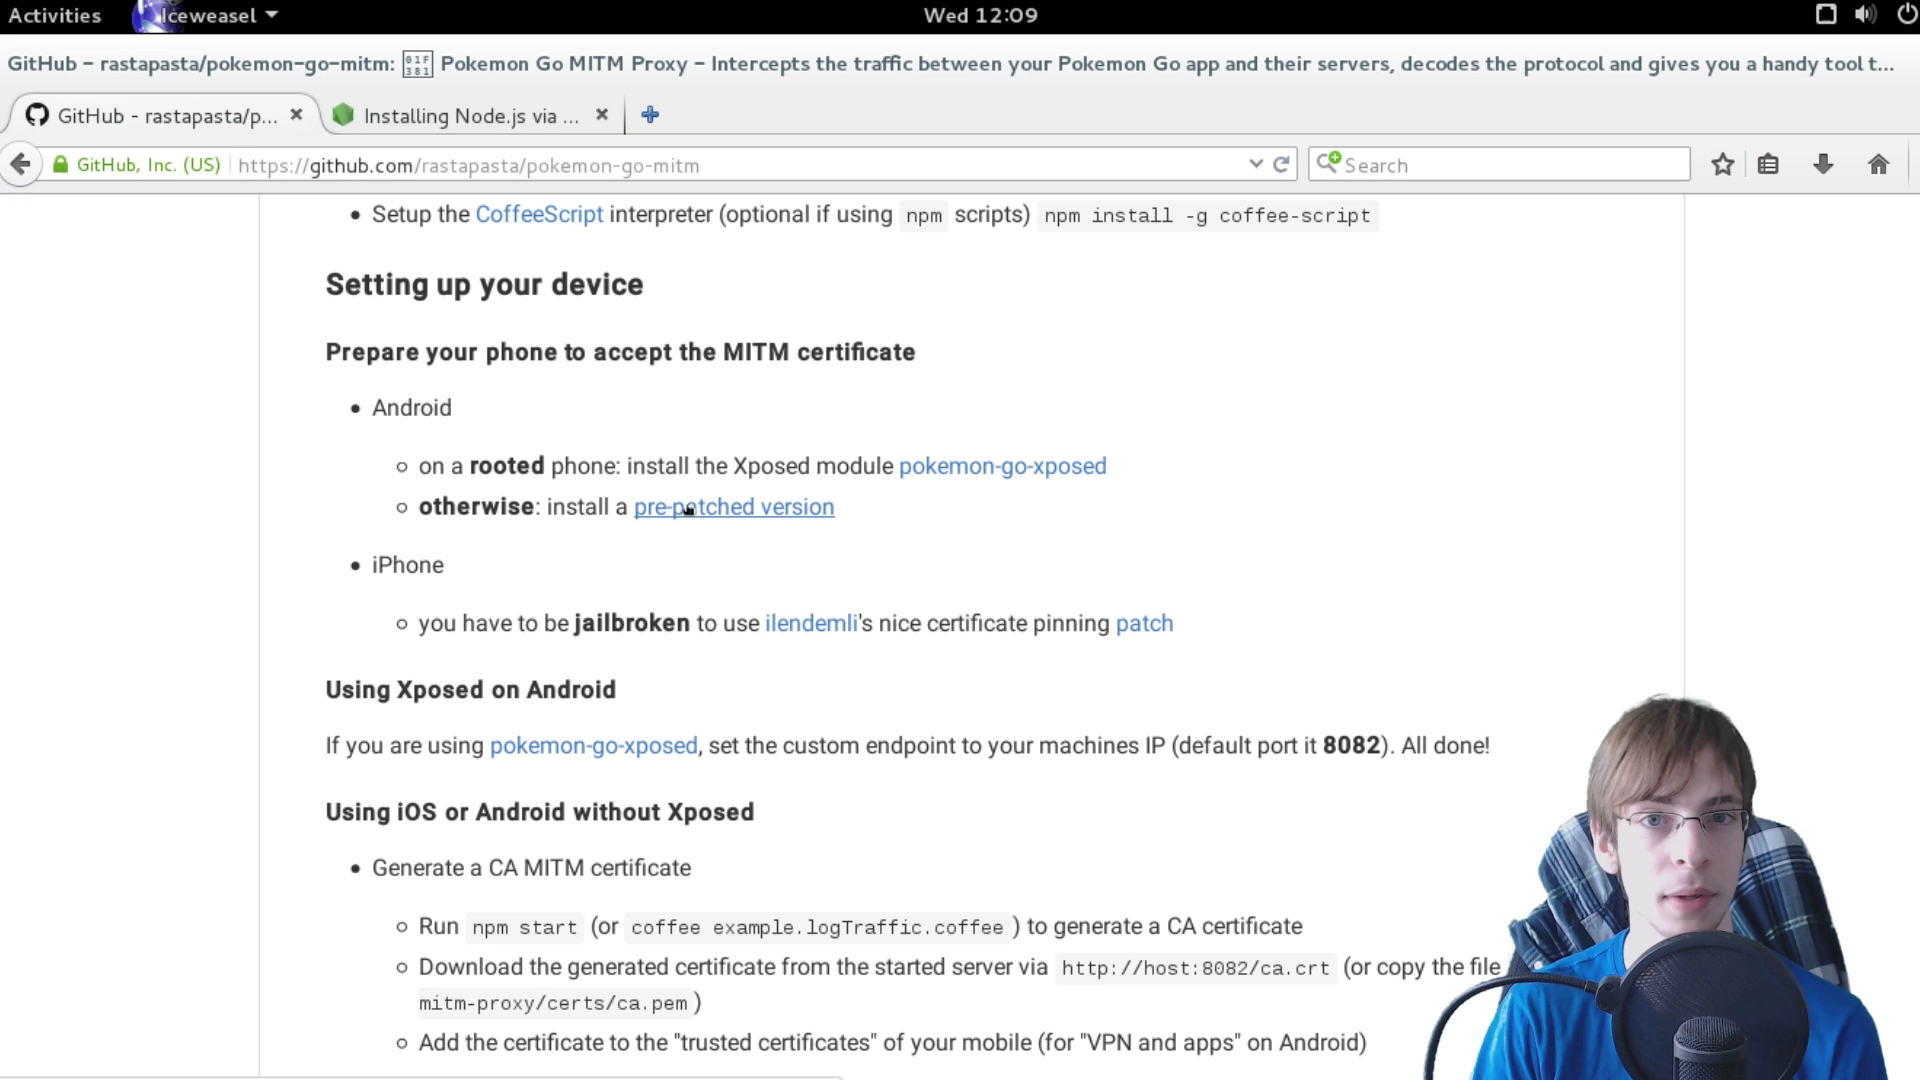 Activities Iceweasel Wed 12:09
GitHub - rastapasta/pokemon-go-mitm: 01F381 Pokemon Go MITM Proxy - Intercepts the traffic between your Pokemon Go app and their servers, decodes the protocol and gives you a handy tool t...
GitHub - rastapasta/p... Installing Node.js via ...
GitHub, Inc. (US) https://github.com/rastapasta/pokemon-go-mitm Search
Setup the CoffeeScript interpreter (optional if using npm scripts) npm install -g coffee-script
Setting up your device
Prepare your phone to accept the MITM certificate
Android
on a rooted phone: install the Xposed module pokemon-go-xposed
otherwise: install a pre-patched version
iPhone
you have to be jailbroken to use ilendemli's nice certificate pinning patch
Using Xposed on Android
If you are using pokemon-go-xposed, set the custom endpoint to your machines IP (default port it 8082). All done!
Using iOS or Android without Xposed
Generate a CA MITM certificate
Run npm start (or coffee example.logTraffic.coffee ) to generate a CA certificate
Download the generated certificate from the started server via http://host:8082/ca.crt (or copy the file
mitm-proxy/certs/ca.pem )
Add the certificate to the "trusted certificates" of your mobile (for "VPN and apps" on Android)